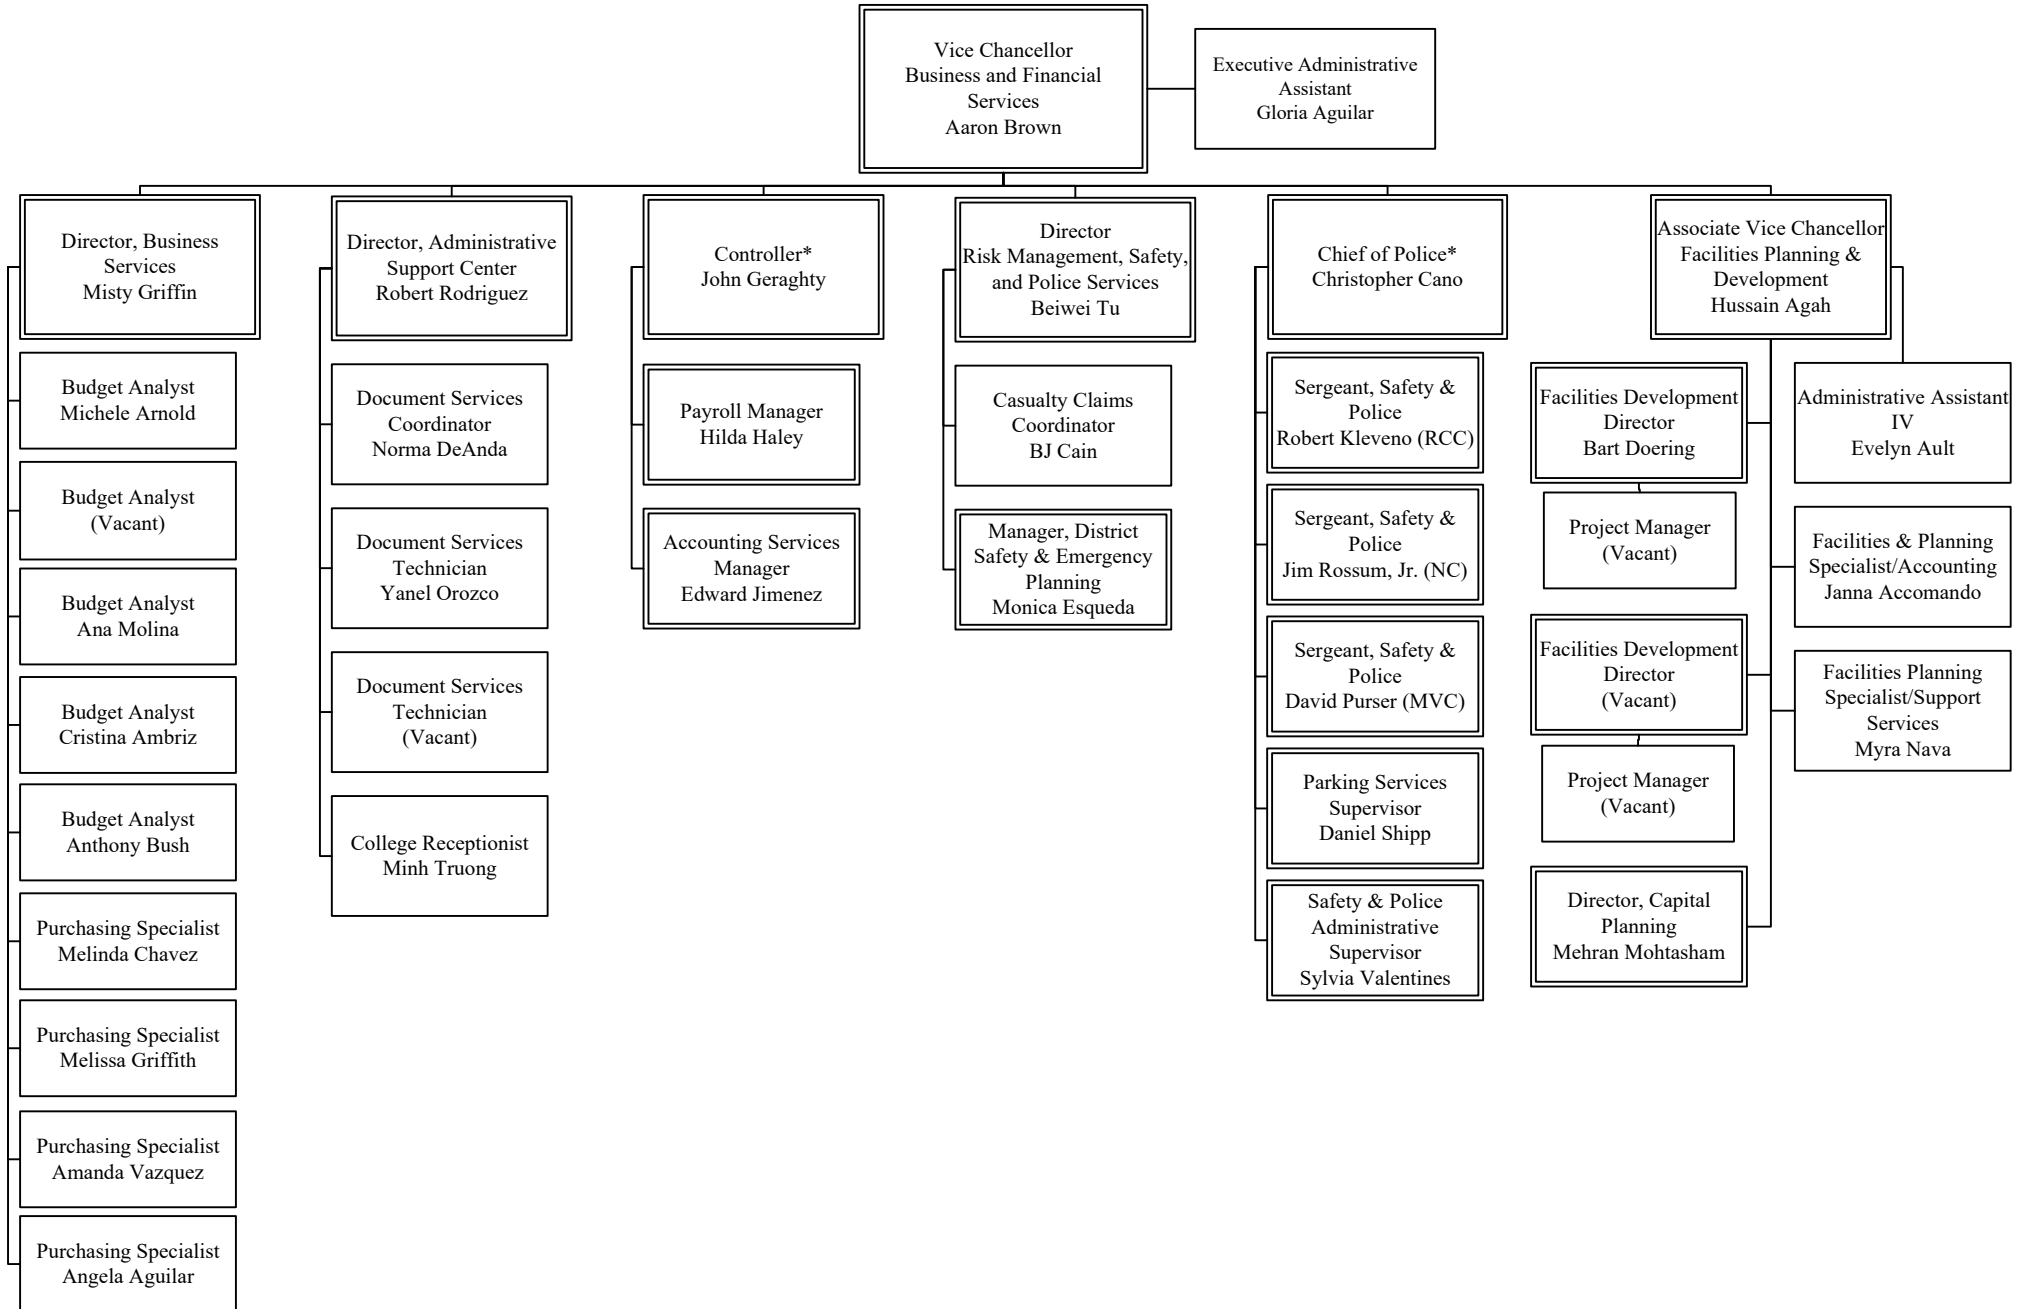 Vice Chancellor
Business and Financial
Services
Aaron Brown
Executive Administrative
Assistant
Gloria Aguilar
Director, Business
Services
Misty Griffin
Budget Analyst
Michele Arnold
Budget Analyst
(Vacant)
Budget Analyst
Ana Molina
Budget Analyst
Cristina Ambriz
Budget Analyst
Anthony Bush
Purchasing Specialist
Melinda Chavez
Purchasing Specialist
Melissa Griffith
Purchasing Specialist
Amanda Vazquez
Purchasing Specialist
Angela Aguilar
Director, Administrative
Support Center
Robert Rodriguez
Document Services
Coordinator
Norma DeAnda
Document Services
Technician
Yanel Orozco
Document Services
Technician
(Vacant)
College Receptionist
Minh Truong
Controller*
John Geraghty
Payroll Manager
Hilda Haley
Accounting Services
Manager
Edward Jimenez
Director
Risk Management, Safety,
and Police Services
Beiwei Tu
Casualty Claims
Coordinator
BJ Cain
Manager, District
Safety & Emergency
Planning
Monica Esqueda
Chief of Police*
Christopher Cano
Sergeant, Safety &
Police
Robert Kleveno (RCC)
Sergeant, Safety &
Police
Jim Rossum, Jr. (NC)
Sergeant, Safety &
Police
David Purser (MVC)
Parking Services
Supervisor
Daniel Shipp
Safety & Police
Administrative
Supervisor
Sylvia Valentines
Associate Vice Chancellor
Facilities Planning &
Development
Hussain Agah
Facilities Development
Director
Bart Doering
Project Manager
(Vacant)
Facilities Development
Director
(Vacant)
Project Manager
(Vacant)
Director, Capital
Planning
Mehran Mohtasham
Administrative Assistant
IV
Evelyn Ault
Facilities & Planning
Specialist/Accounting
Janna Accomando
Facilities Planning
Specialist/Support
Services
Myra Nava